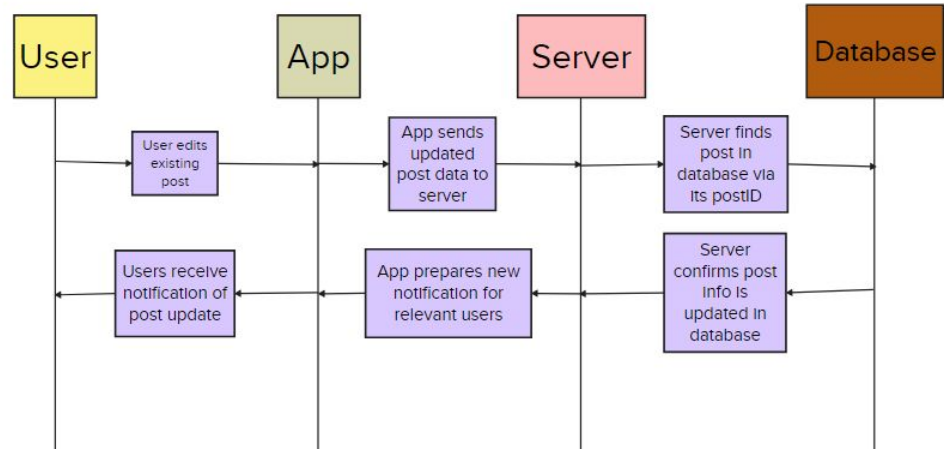 User
App
Server
Database
User edits
existing
post
App sends
updated
post data to
server
Server finds
post in
database via
its postID
Users receive
notification of
post update
App prepares new
notification for
relevant users
Server
confirms post
info is
updated in
database